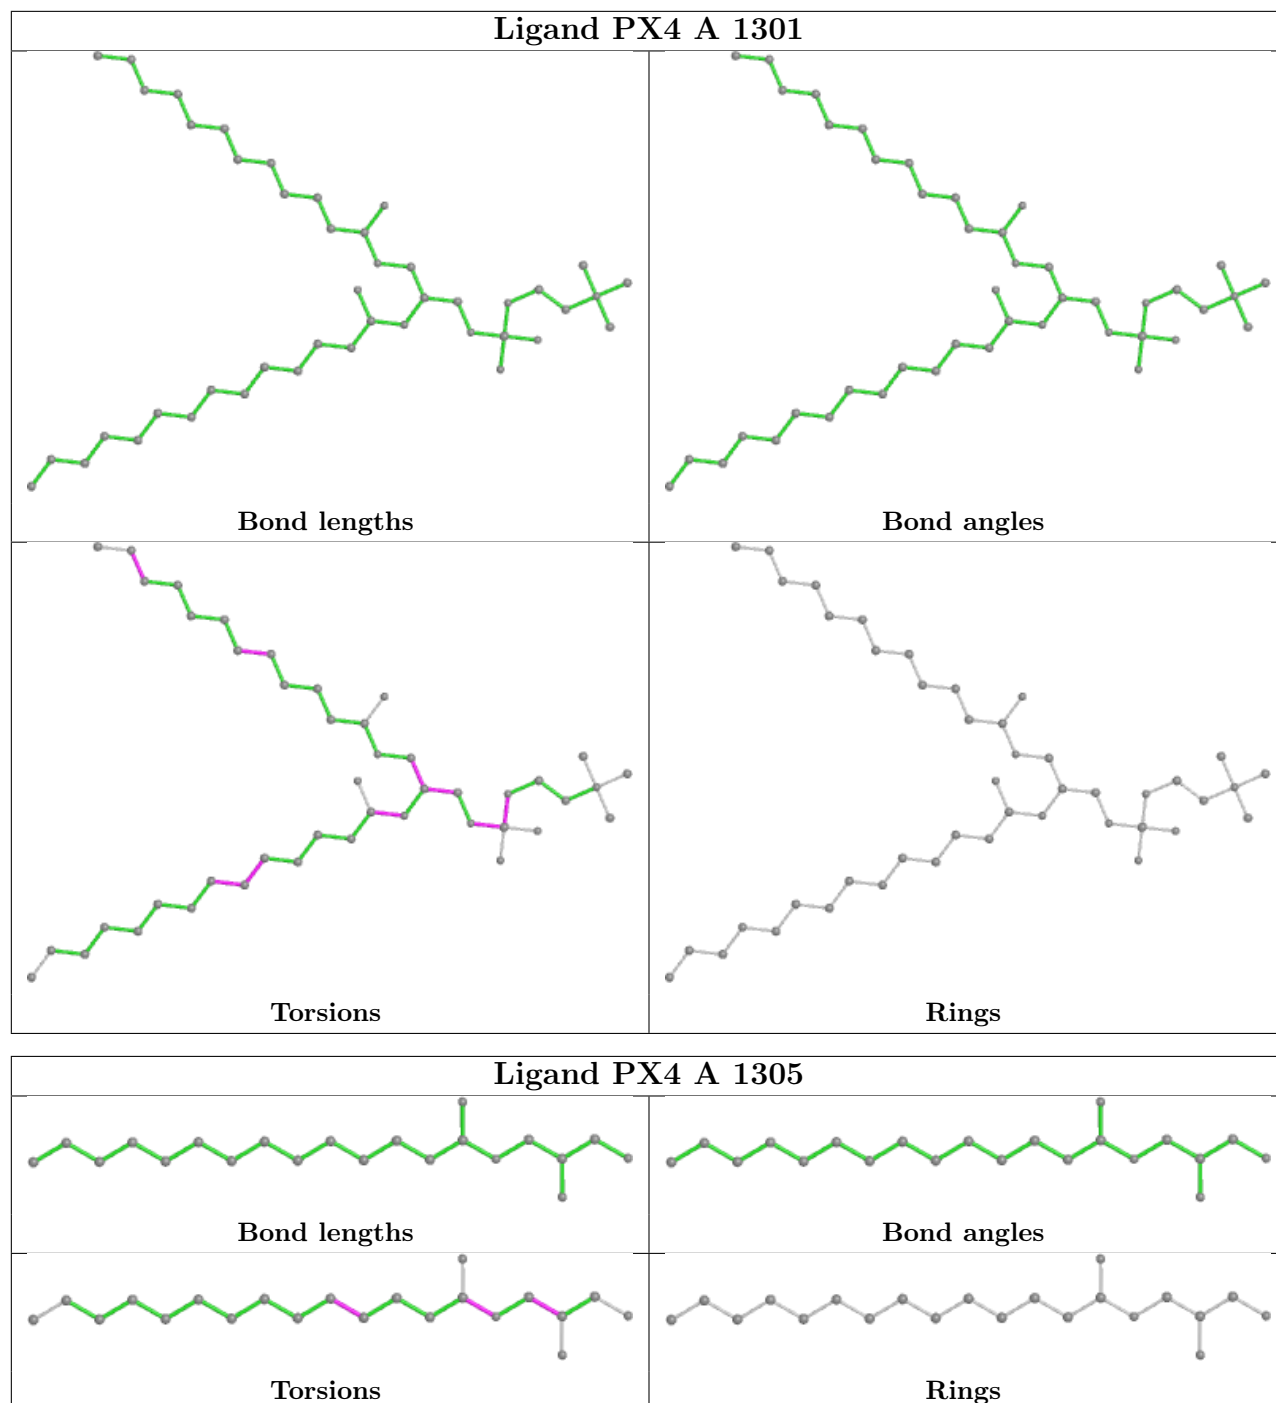 Ligand PX4 A 1301
Bond lengths
Bond angles
Torsions
Rings
Ligand PX4 A 1305
Bond lengths
Bond angles
Torsions
Rings